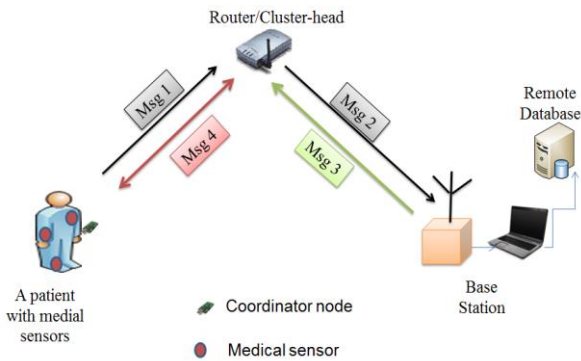 Router/Cluster-head
Msg 1
Msg 4
Msg 2
Msg 3
Remote
Database
A patient
with medial
sensors
Base
Station
Coordinator node
Medical sensor